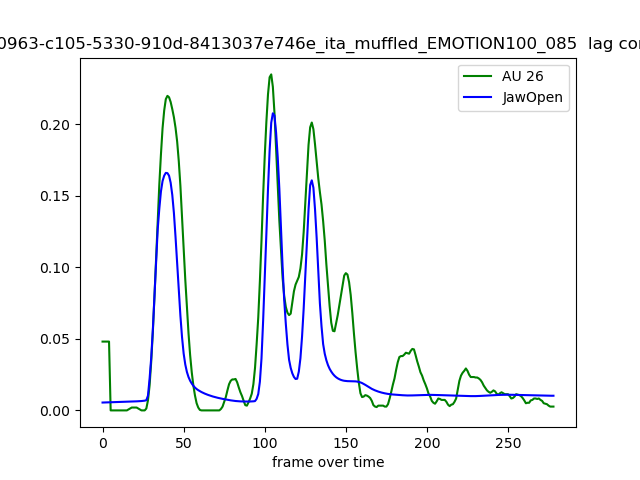 0963-c105-5330-910d-8413037e746e_ita_muffled_EMOTION100_085 lag
AU 26
JawOpen
0.20
0.15
0.10
0.05
0.00
0 50 100 150 200 250
frame over time